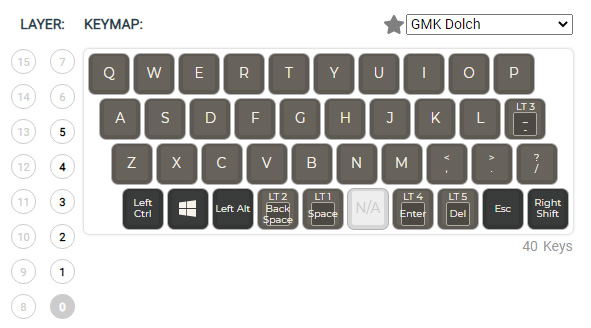 LAYER: KEYMAP: GMK Dolch
15 7
14 6
13 5
12 4
11 3
10 2
9 1
8 0
Q W E R T Y U I O P
A S D F G H J K L LT 3 _ -
Z X C V B N M < , > . ? /
Left Ctrl Left Alt LT 2 Back Space LT 1 Space N/A LT 4 Enter LT 5 Del Esc Right Shift
40 Keys